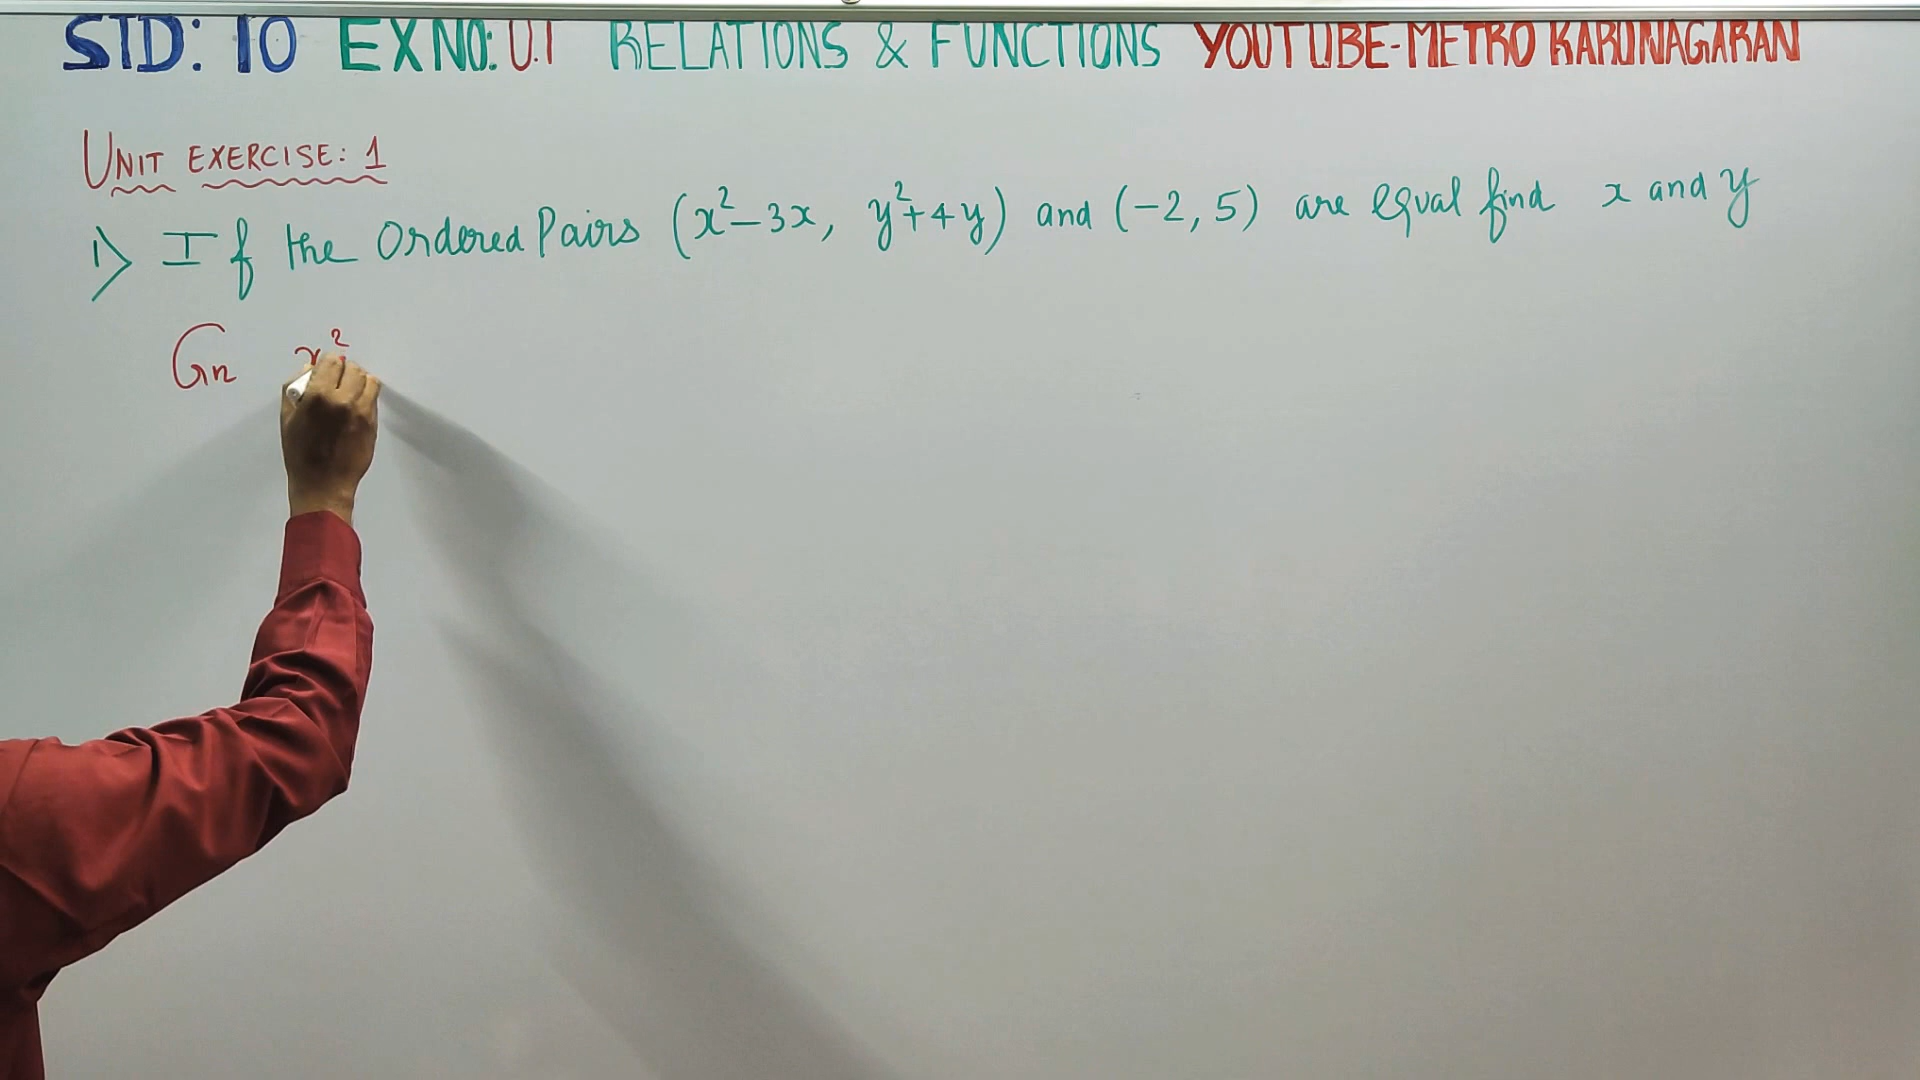 STD: 10 EX NO: U.1 RELATIONS & FUNCTIONS YOUTUBE-METRO KARUNAGARAN
UNIT EXERCISE: 1
1) If the Ordered Pairs (x²-3x, y²+4y) and (-2, 5) are equal find x and y
Gn x²